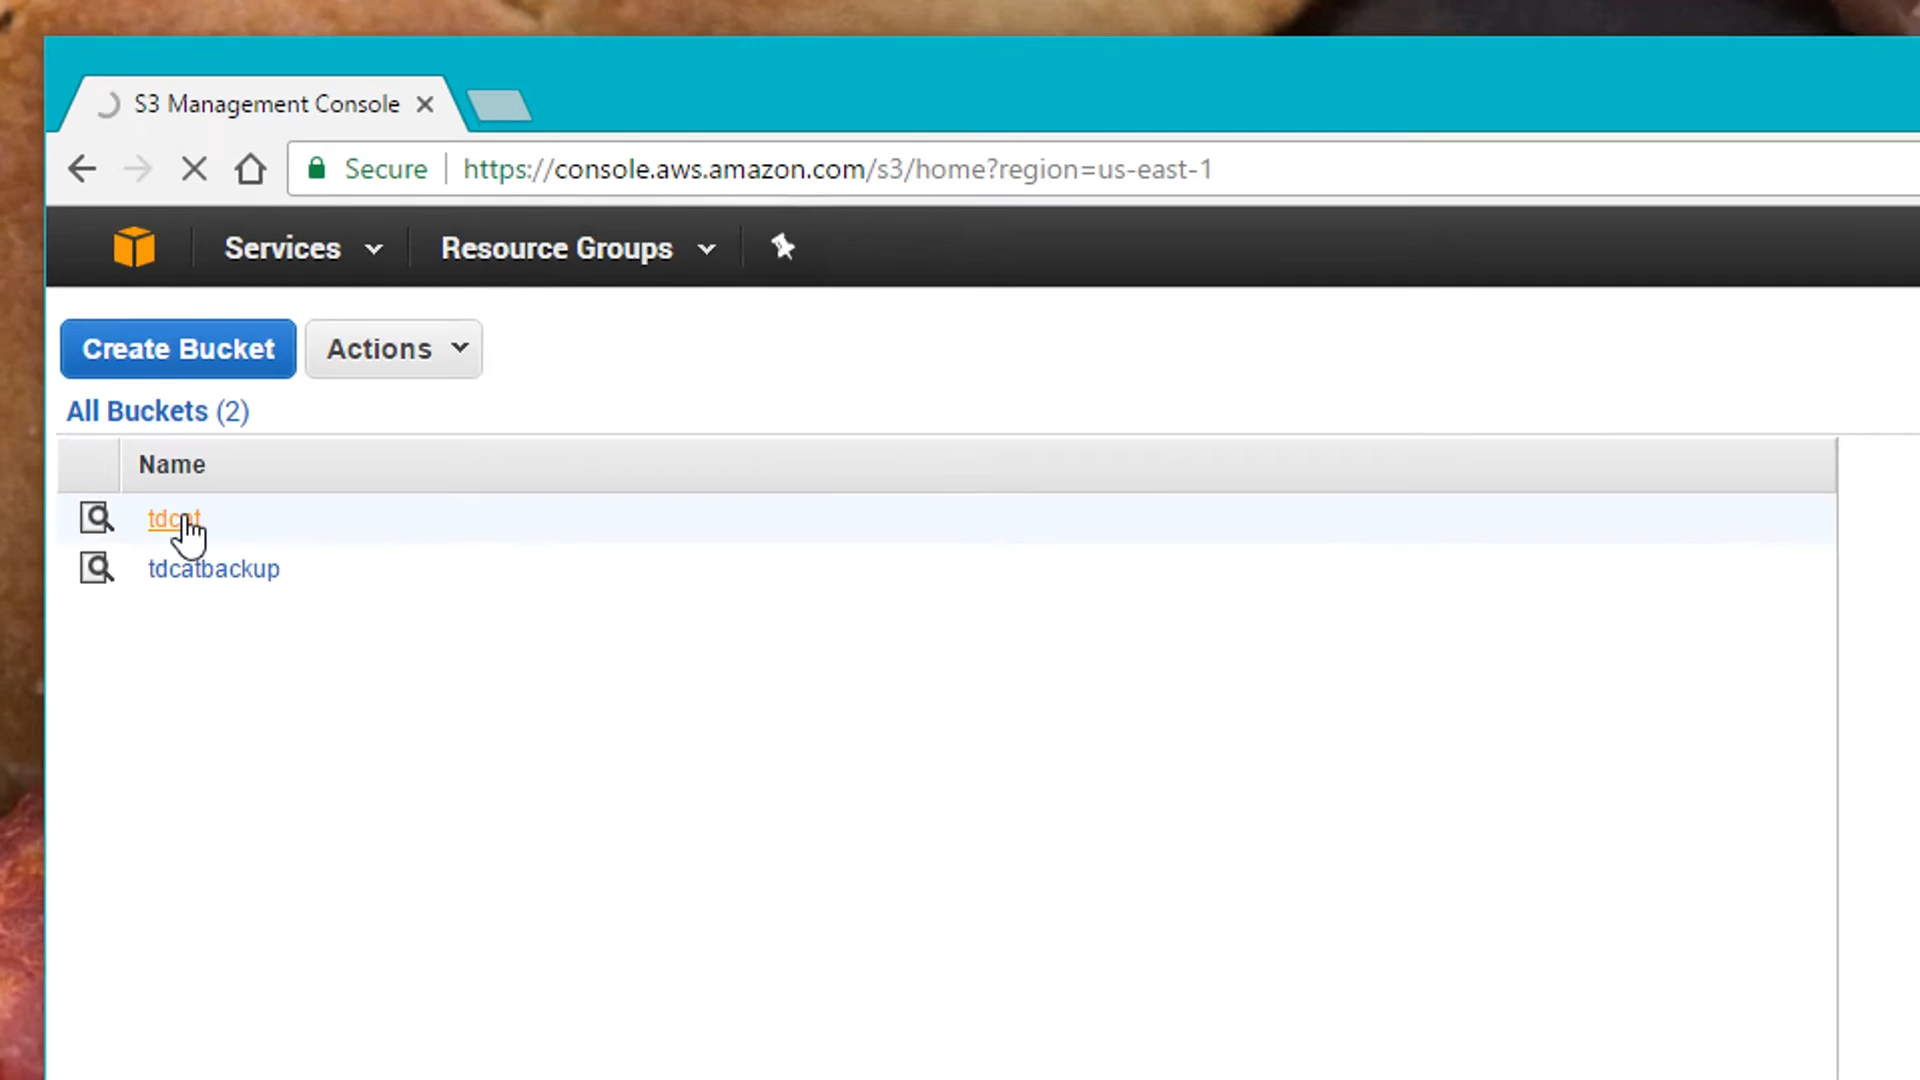 S3 Management Console
Secure https://console.aws.amazon.com/s3/home?region=us-east-1
Services Resource Groups
Create Bucket Actions
All Buckets (2)
Name
tdcat
tdcatbackup